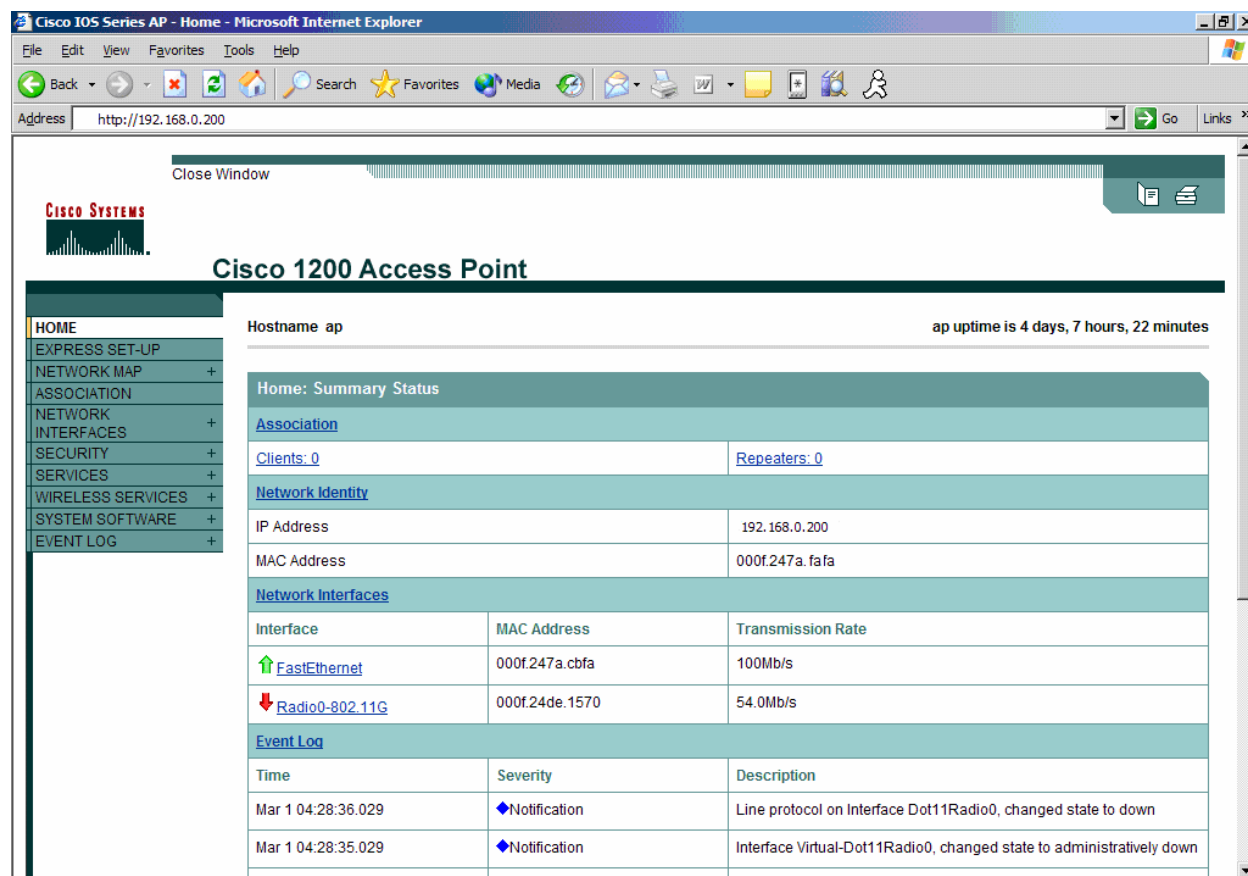 Cisco IOS Series AP - Home - Microsoft Internet Explorer
File Edit View Favorites Tools Help
Back Search Favorites Media
Address http://192.168.0.200 Go Links »
Close Window
CISCO SYSTEMS
Cisco 1200 Access Point
HOME
EXPRESS SET-UP
NETWORK MAP +
ASSOCIATION
NETWORK
INTERFACES +
SECURITY +
SERVICES +
WIRELESS SERVICES +
SYSTEM SOFTWARE +
EVENT LOG +
Hostname ap ap uptime is 4 days, 7 hours, 22 minutes
Home: Summary Status
Association
Clients: 0 Repeaters: 0
Network Identity
IP Address 192.168.0.200
MAC Address 000f.247a.fafa
Network Interfaces
Interface MAC Address Transmission Rate
FastEthernet 000f.247a.cbfa 100Mb/s
Radio0-802.11G 000f.24de.1570 54.0Mb/s
Event Log
Time Severity Description
Mar 1 04:28:36.029 Notification Line protocol on Interface Dot11Radio0, changed state to down
Mar 1 04:28:35.029 Notification Interface Virtual-Dot11Radio0, changed state to administratively down